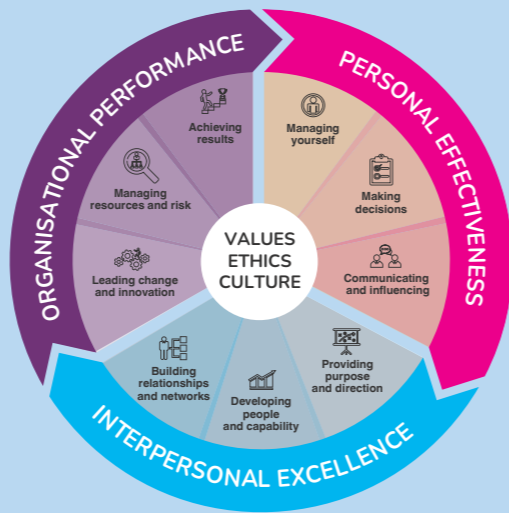 ORGANISATIONAL PERFORMANCE
PERSONAL EFFECTIVENESS
INTERPERSONAL EXCELLENCE
Managing
yourself
Making
decisions
Communicating
and influencing
Providing
purpose
and direction
Developing
people
and capability
Building
relationships
and networks
Leading change
and innovation
Managing
resources and risk
Achieving
results
VALUES
ETHICS
CULTURE